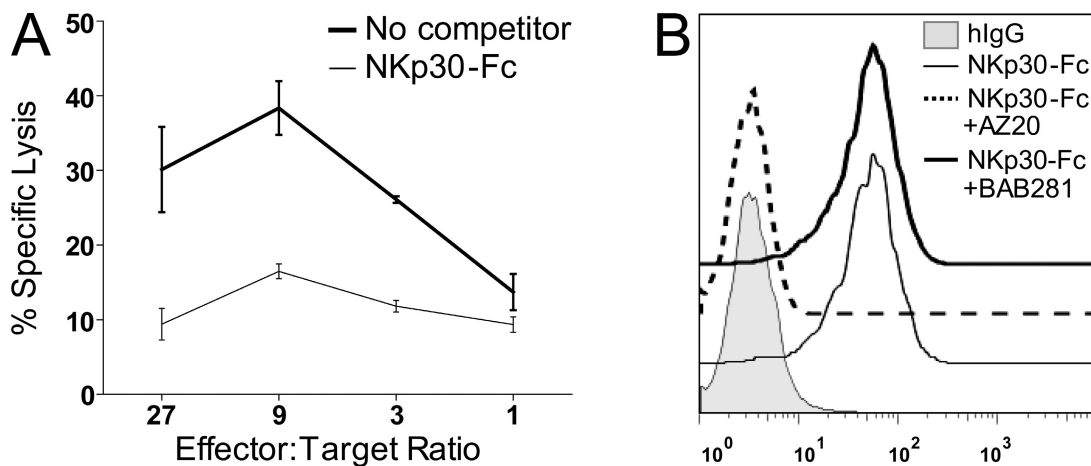 A
No competitor
NKp30-Fc
% Specific Lysis
50
40
30
20
10
0
27 9 3 1
Effector:Target Ratio
B
hIgG
NKp30-Fc
NKp30-Fc
+AZ20
NKp30-Fc
+BAB281
10^0 10^1 10^2 10^3